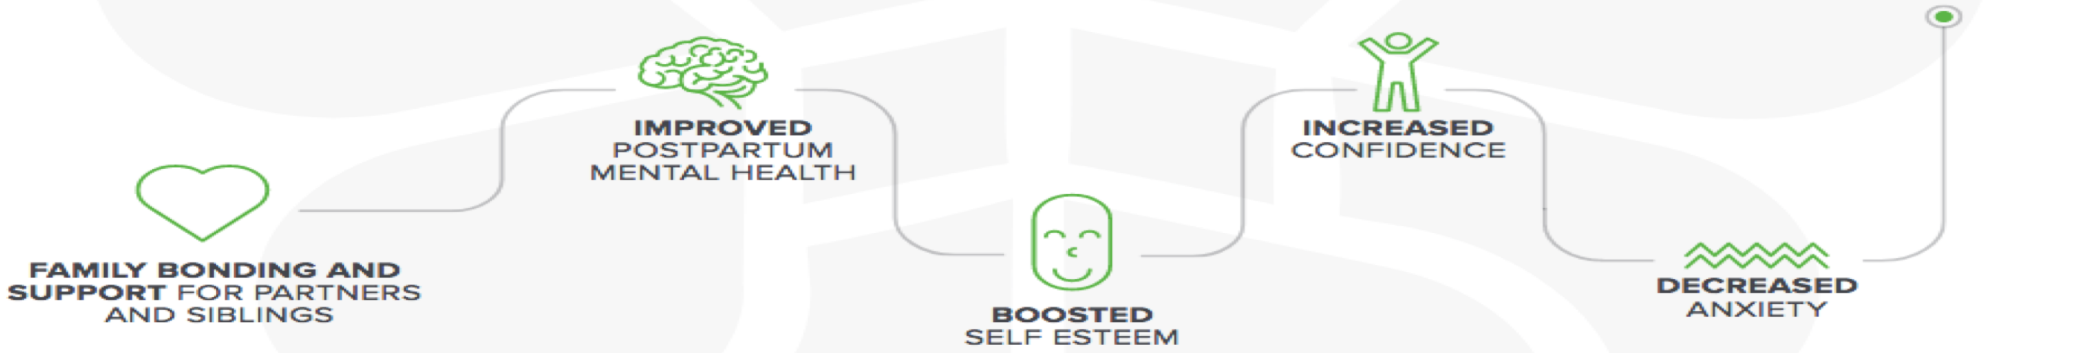 FAMILY BONDING AND
SUPPORT FOR PARTNERS
AND SIBLINGS
IMPROVED
POSTPARTUM
MENTAL HEALTH
BOOSTED
SELF ESTEEM
INCREASED
CONFIDENCE
DECREASED
ANXIETY